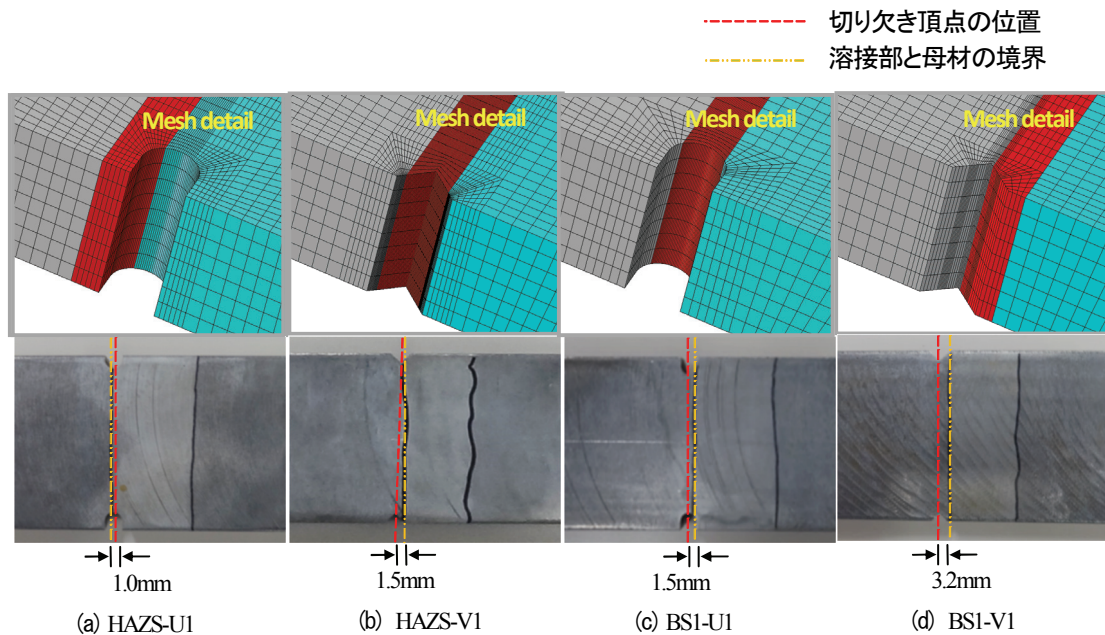 切り欠き頂点の位置
溶接部と母材の境界
Mesh detail
Mesh detail
Mesh detail
Mesh detail
1.0mm
1.5mm
1.5mm
3.2mm
(a) HAZS-U1
(b) HAZS-V1
(c) BS1-U1
(d) BS1-V1